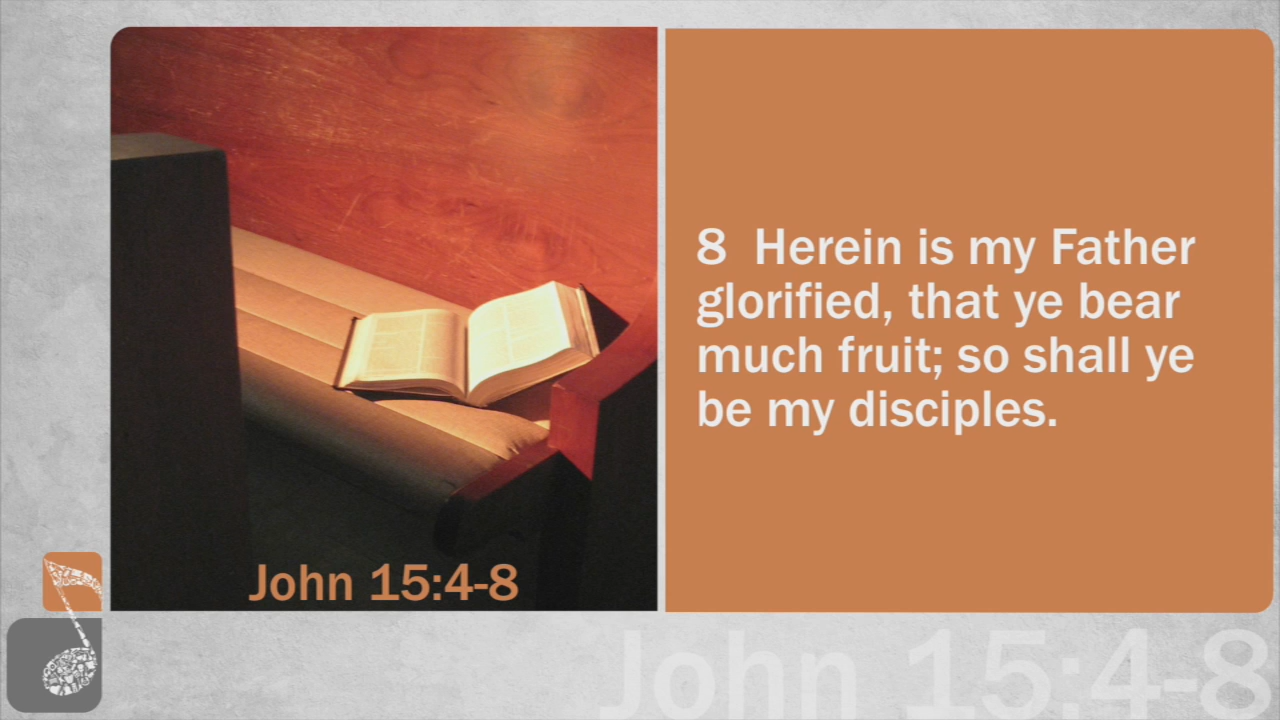 8 Herein is my Father
glorified, that ye bear
much fruit; so shall ye
be my disciples.
John 15:4-8
John 15:4-8